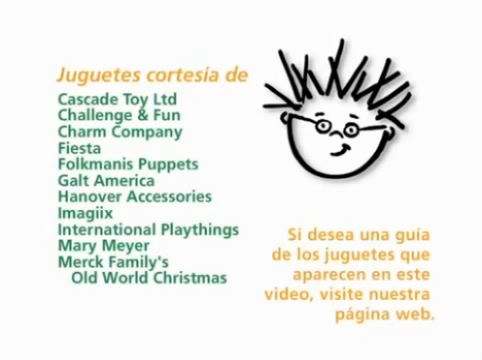 Juguetes cortesía de
Cascade Toy Ltd
Challenge & Fun
Charm Company
Fiesta
Folkmanis Puppets
Galt America
Hanover Accessories
Imagiix
International Playthings
Mary Meyer
Merck Family's
Old World Christmas
Si desea una guía
de los juguetes que
aparecen en este
video, visite nuestra
página web.